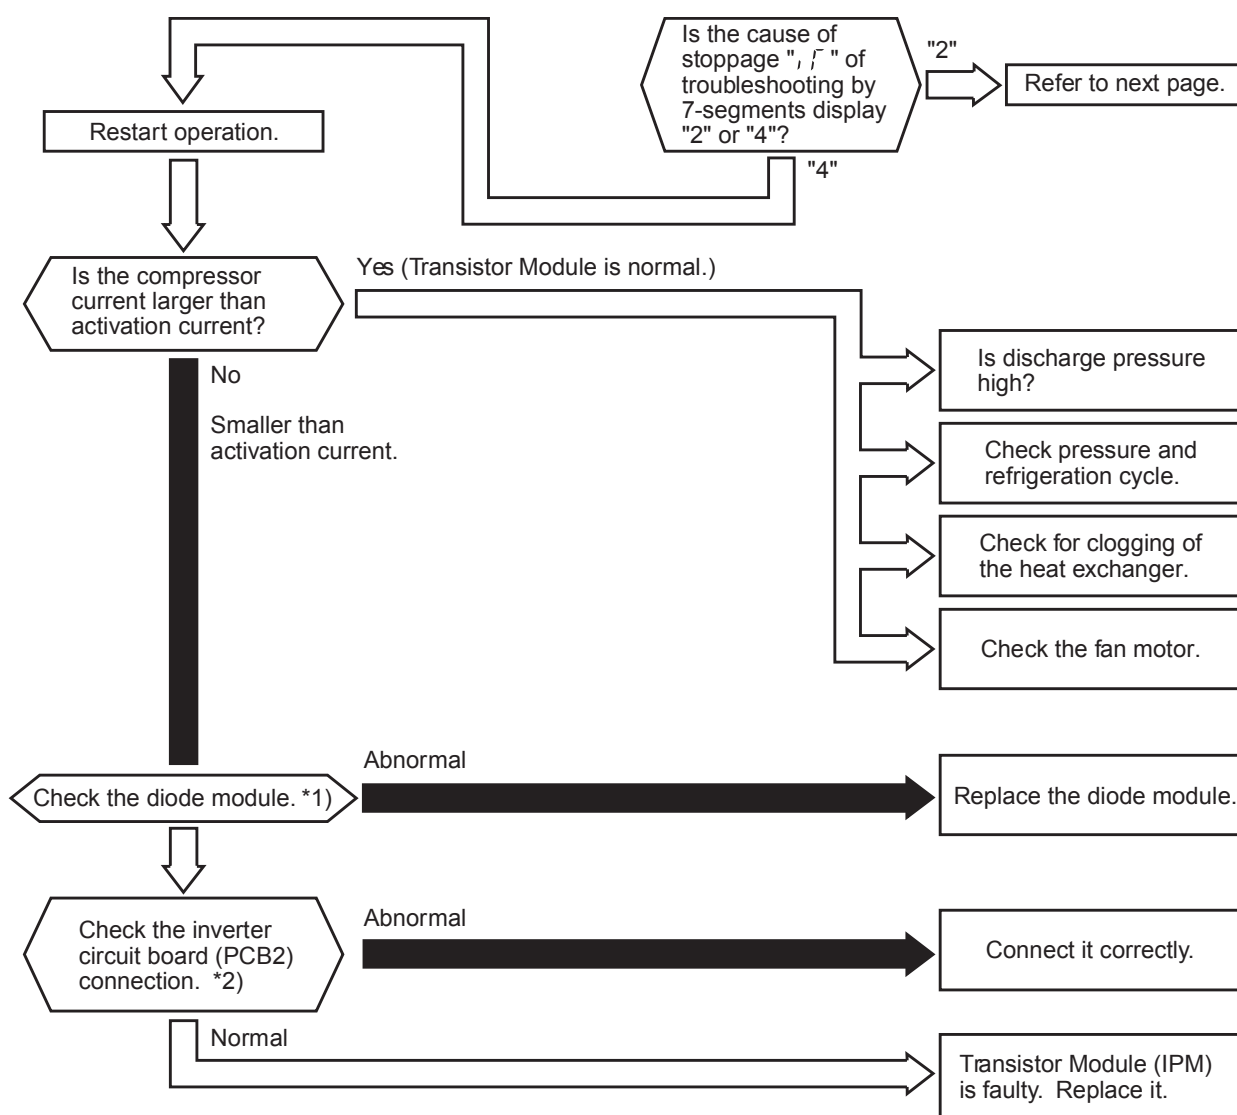 Is the cause of
stoppage " " of
troubleshooting by
7-segments display
"2" or "4"?
"2"
Refer to next page.
"4"
Restart operation.
Is the compressor
current larger than
activation current?
Yes (Transistor Module is normal.)
No
Smaller than
activation current.
Is discharge pressure
high?
Check pressure and
refrigeration cycle.
Check for clogging of
the heat exchanger.
Check the fan motor.
Check the diode module. *1)
Abnormal
Replace the diode module.
Check the inverter
circuit board (PCB2)
connection. *2)
Abnormal
Connect it correctly.
Normal
Transistor Module (IPM)
is faulty. Replace it.